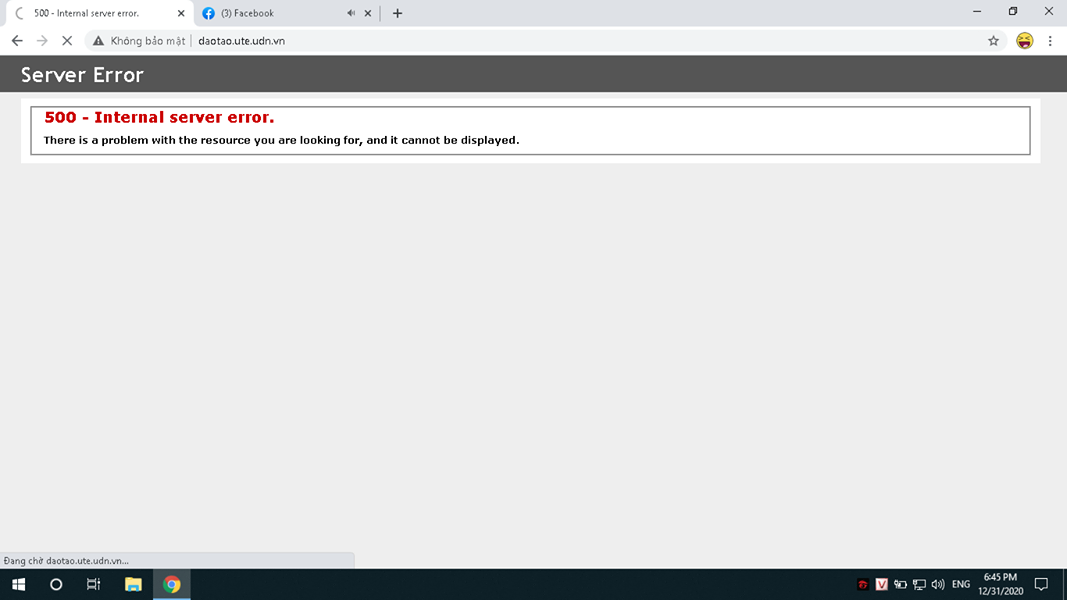 500 - Internal server error.
(3) Facebook
Không bảo mật
daotao.ute.udn.vn
Server Error
500 - Internal server error.
There is a problem with the resource you are looking for, and it cannot be displayed.
Đang chờ daotao.ute.udn.vn...
V
ENG
6:45 PM
12/31/2020